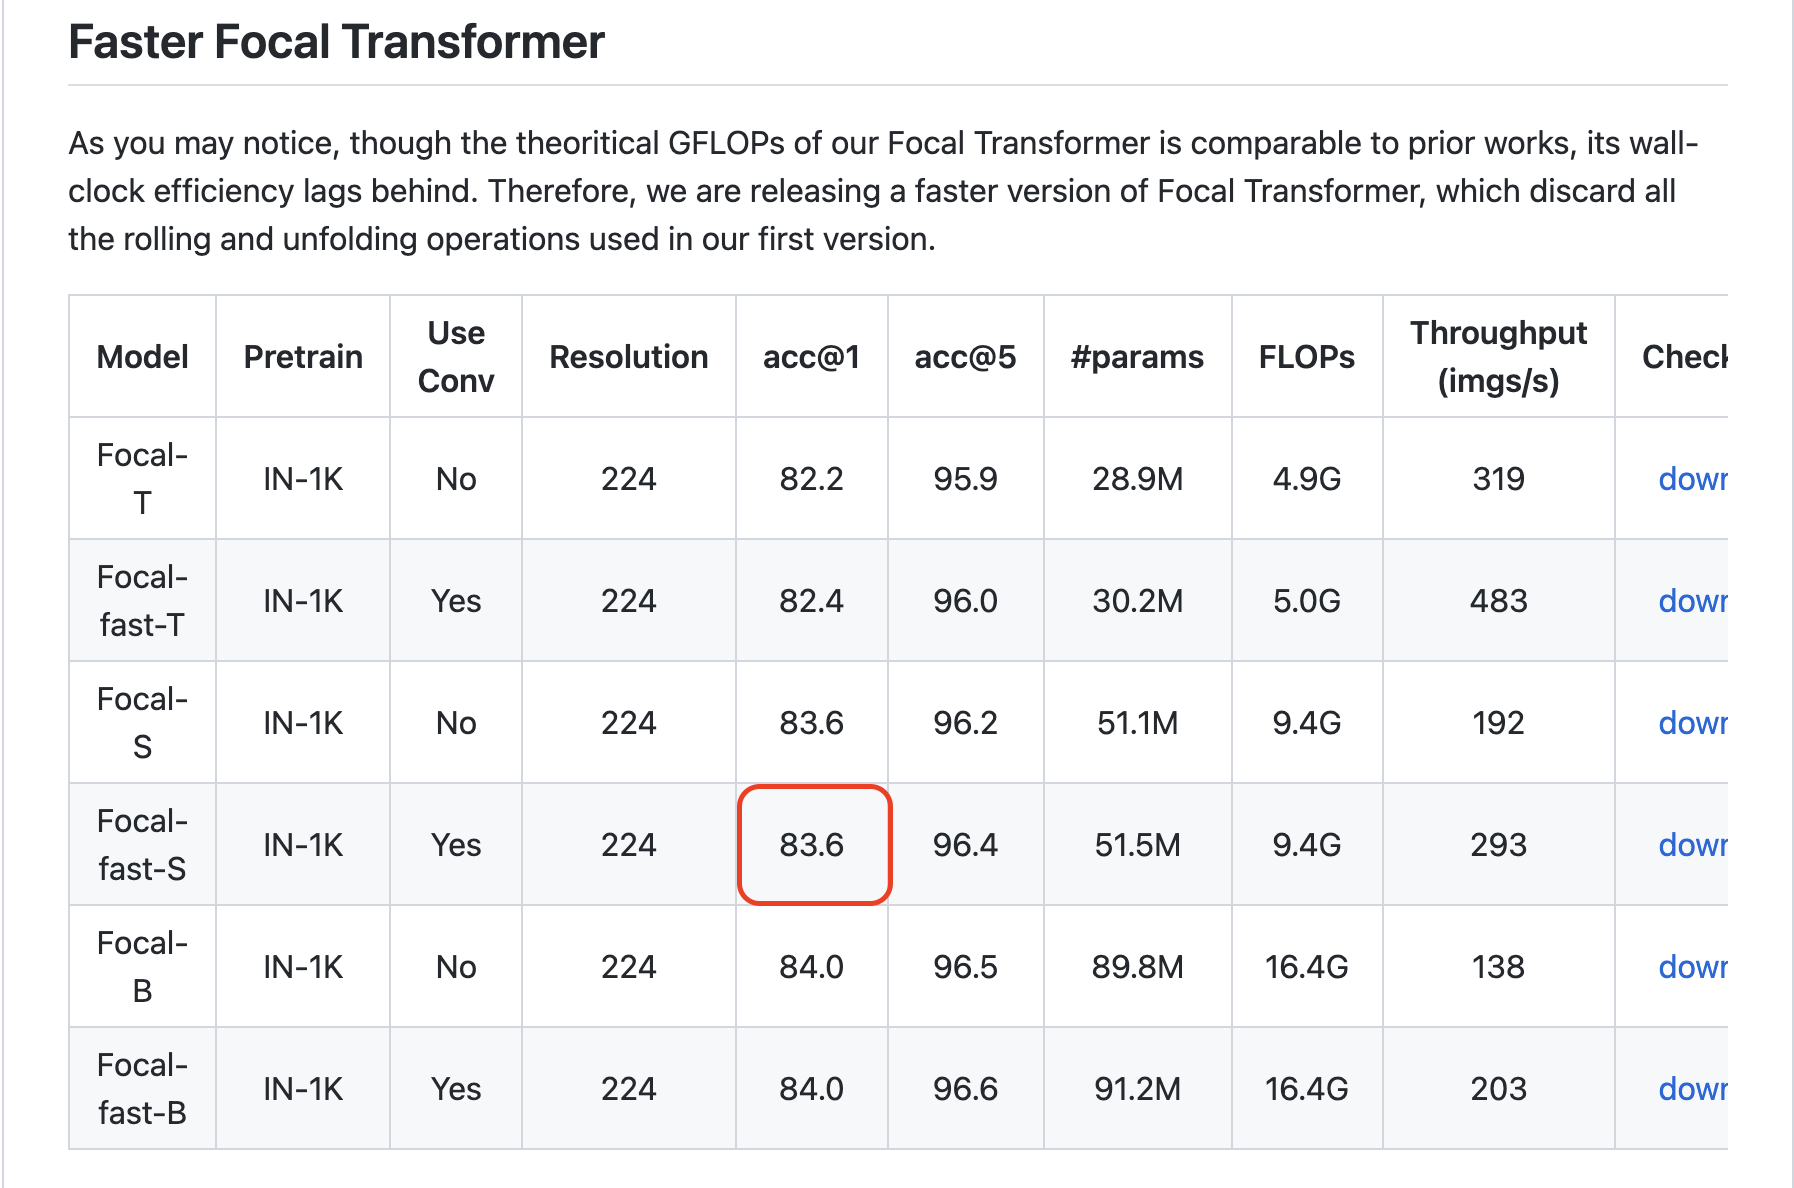 Faster Focal Transformer
As you may notice, though the theoritical GFLOPs of our Focal Transformer is comparable to prior works, its wall-
clock efficiency lags behind. Therefore, we are releasing a faster version of Focal Transformer, which discard all
the rolling and unfolding operations used in our first version.
Model Pretrain Use Conv Resolution acc@1 acc@5 #params FLOPs Throughput (imgs/s) Check
Focal-T IN-1K No 224 82.2 95.9 28.9M 4.9G 319 down
Focal-fast-T IN-1K Yes 224 82.4 96.0 30.2M 5.0G 483 down
Focal-S IN-1K No 224 83.6 96.2 51.1M 9.4G 192 down
Focal-fast-S IN-1K Yes 224 83.6 96.4 51.5M 9.4G 293 down
Focal-B IN-1K No 224 84.0 96.5 89.8M 16.4G 138 down
Focal-fast-B IN-1K Yes 224 84.0 96.6 91.2M 16.4G 203 down